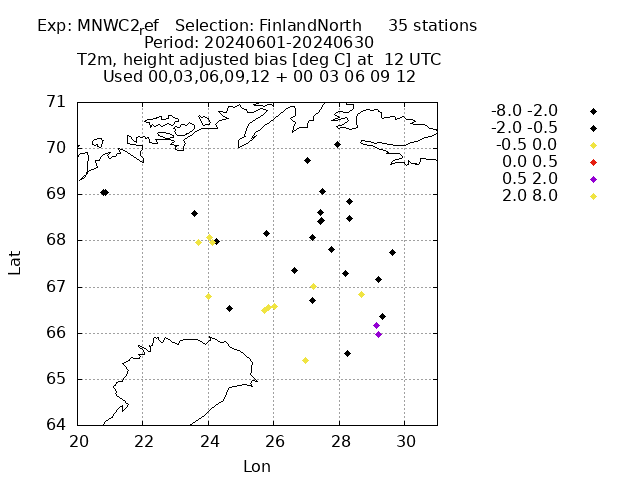 Exp: MNWC2ref Selection: FinlandNorth 35 stations
Period: 20240601-20240630
T2m, height adjusted bias [deg C] at 12 UTC
Used 00,03,06,09,12 + 00 03 06 09 12
-8.0 -2.0
-2.0 -0.5
-0.5 0.0
0.0 0.5
0.5 2.0
2.0 8.0
71
70
69
68
67
66
65
64
Lat
20 22 24 26 28 30
Lon